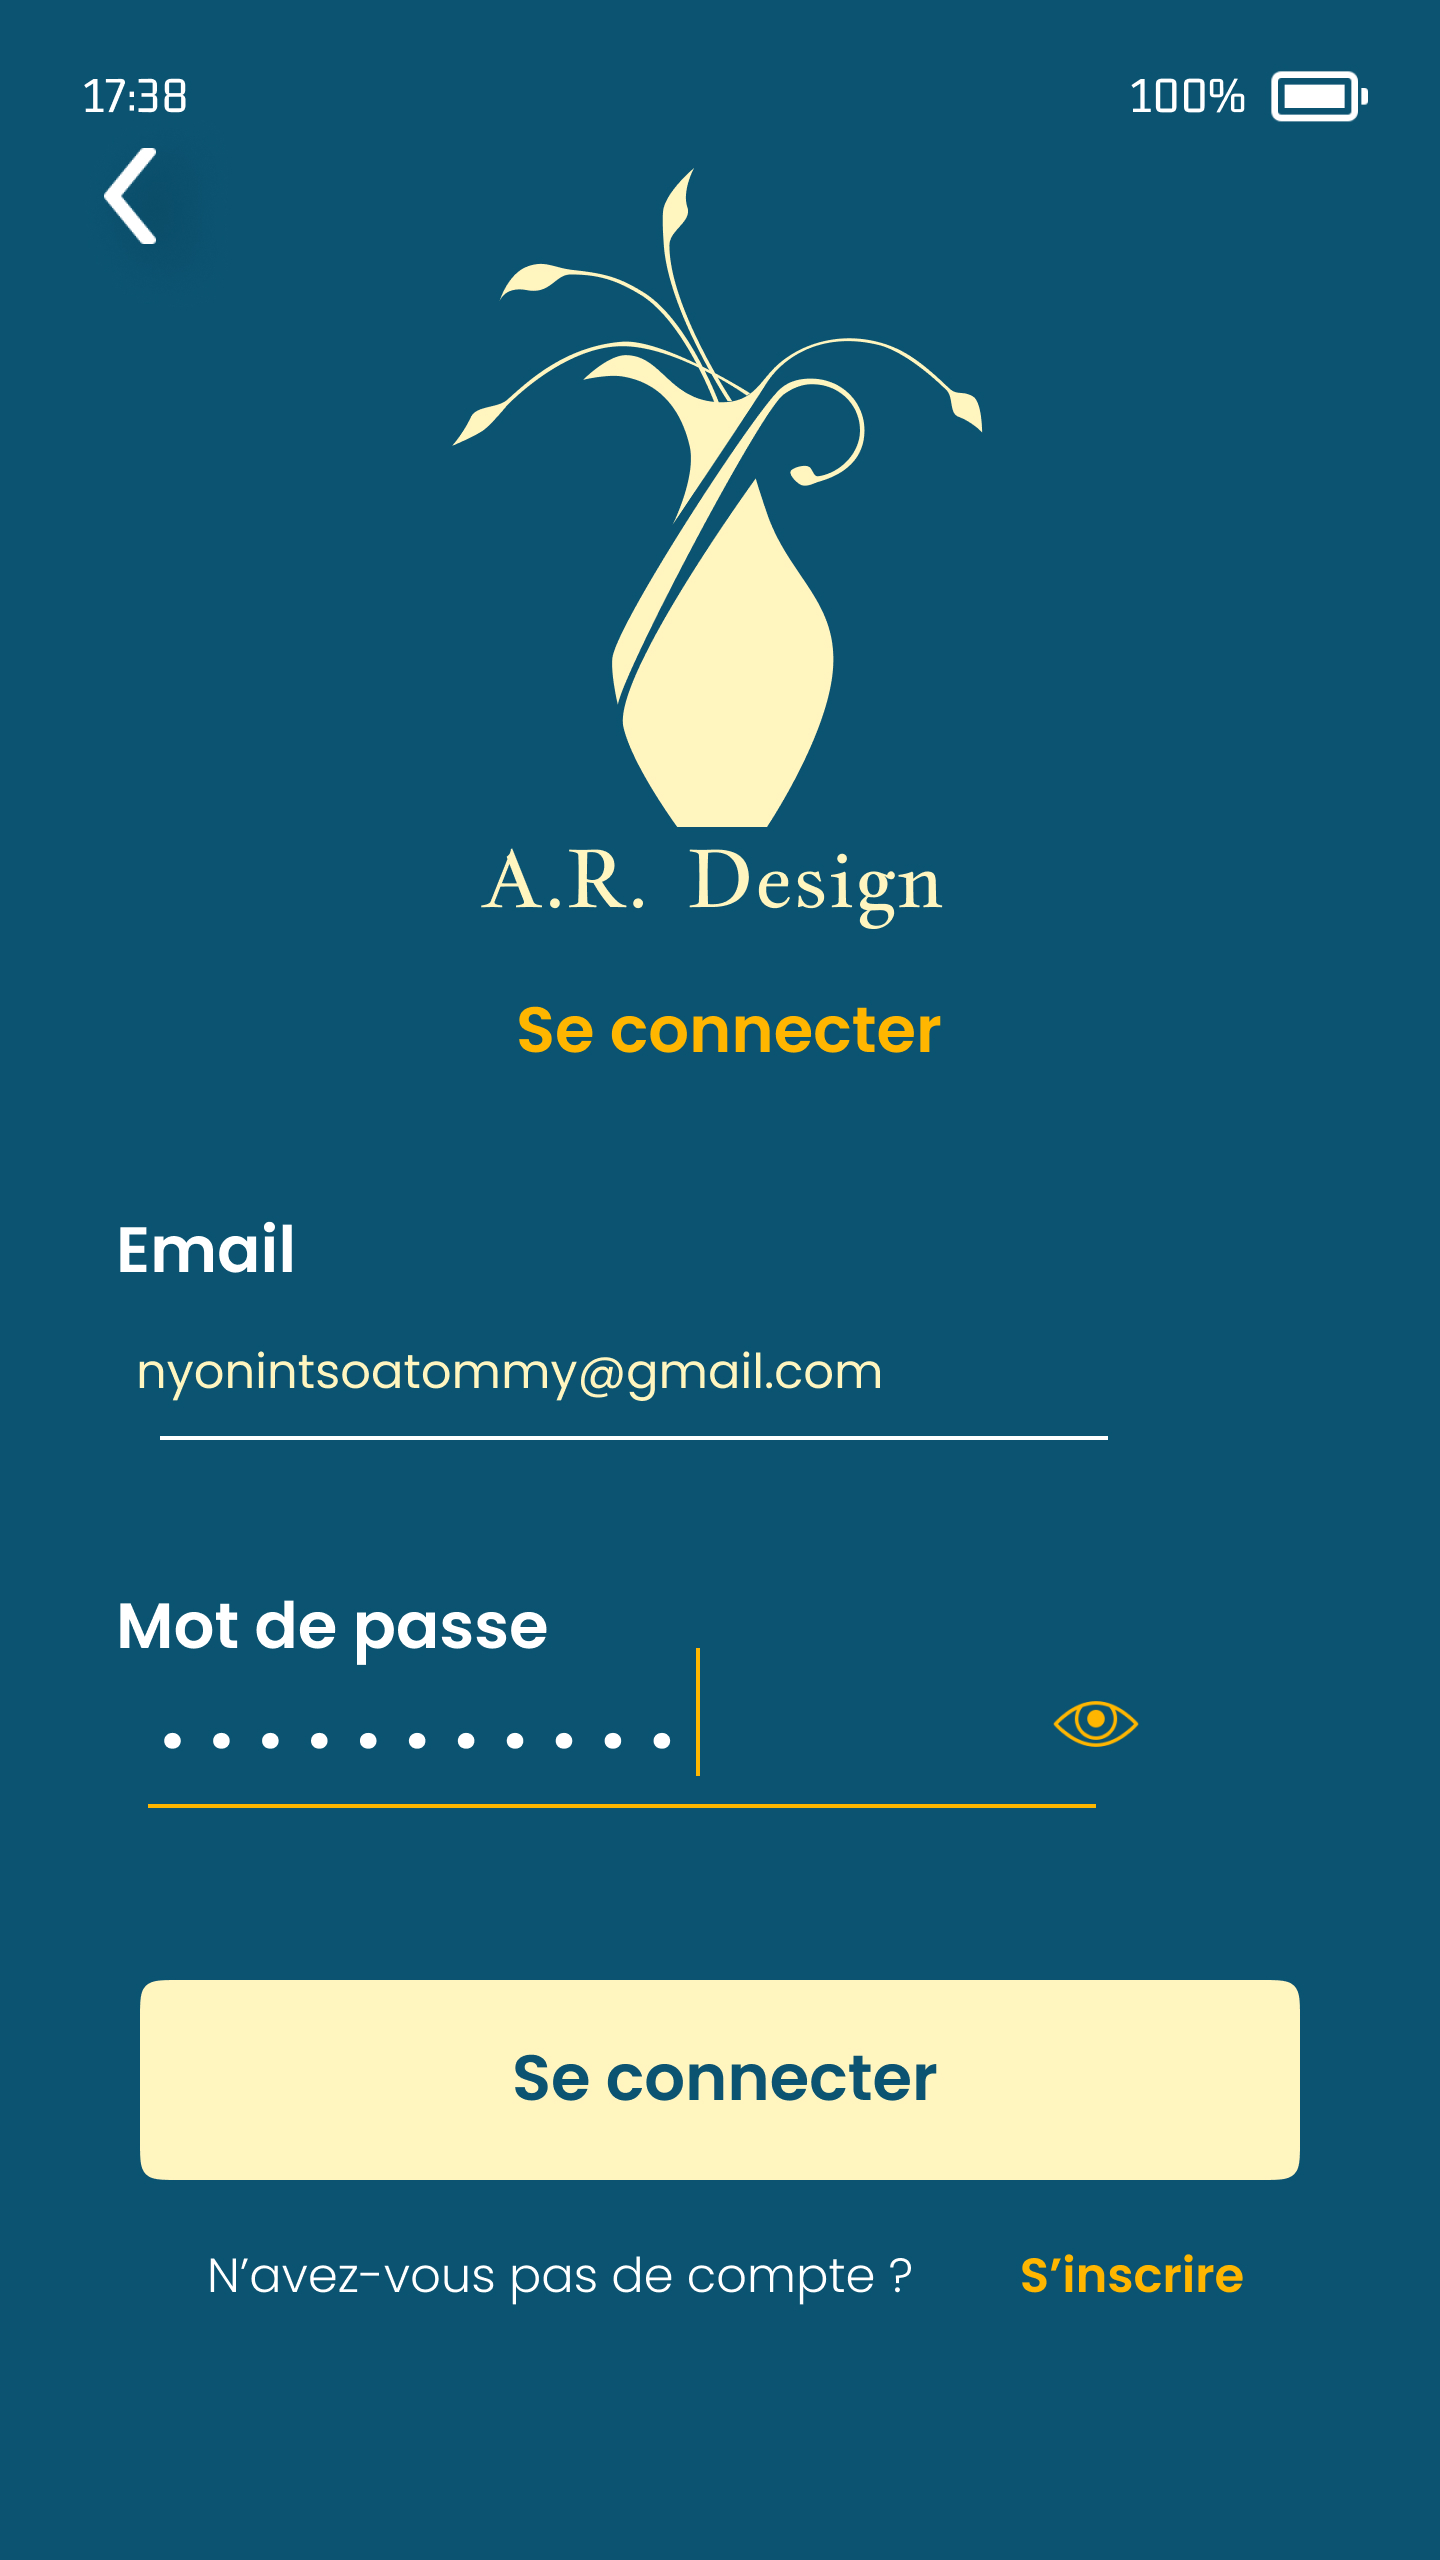 17:38
100%
A.R. Design
Se connecter
Email
nyonintsoatommy@gmail.com
Mot de passe
Se connecter
N’avez-vous pas de compte ? S’inscrire